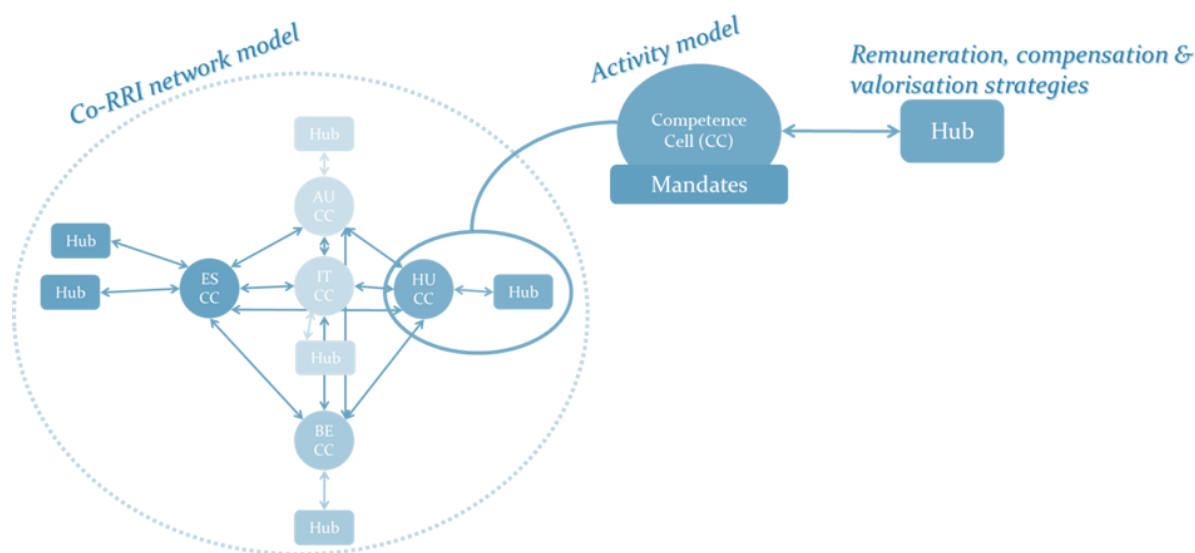 Co-RRI network model
Activity model
Remuneration, compensation &
valorisation strategies
Competence
Cell (CC)
Mandates
Hub
Hub
AU
CC
Hub
Hub
ES
CC
IT
CC
HU
CC
Hub
Hub
BE
CC
Hub